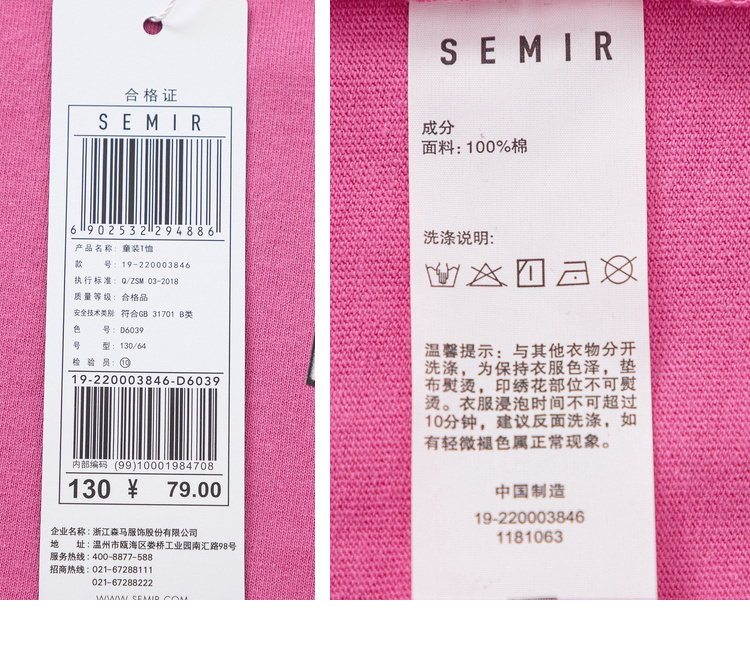 合格证
SEMIR
6 902532 294886
产品名称: 童装T恤
款 号: 19-220003846
执行标准: Q/ZSM 03-2018
质量等级: 合格品
安全技术类别 符合GB 31701 B类
色 号: D6039
号 型: 130/64
检 验 员: ⑩
19-220003846-D6039
内部编码 (99)10001984708
130 ¥ 79.00
企业名称: 浙江森马服饰股份有限公司
地 址: 温州市瓯海区娄桥工业园南汇路98号
服务热线: 400-8877-588
招商热线: 021-67288111
021-67288222
WWW.SEMIR.COM
SEMIR
成分
面料: 100%棉
洗涤说明:
温馨提示: 与其他衣物分开
洗涤, 为保持衣服色泽, 垫
布熨烫, 印绣花部位不可熨
烫。衣服浸泡时间不可超过
10分钟, 建议反面洗涤, 如
有轻微褪色属正常现象。
中国制造
19-220003846
1181063